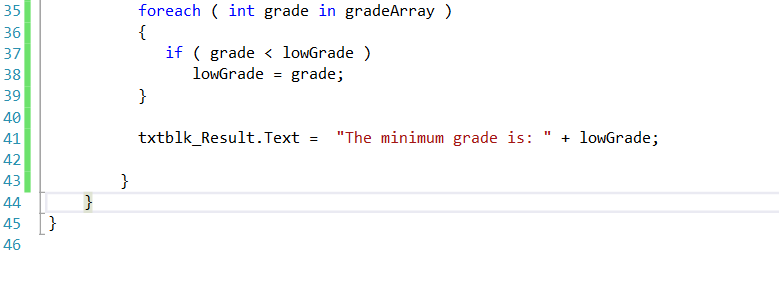 35 foreach ( int grade in gradeArray )
36 {
37 if ( grade < lowGrade )
38 lowGrade = grade;
39 }
40
41 txtblk_Result.Text =  "The minimum grade is: " + lowGrade;
42
43 }
44 }
45 }
46